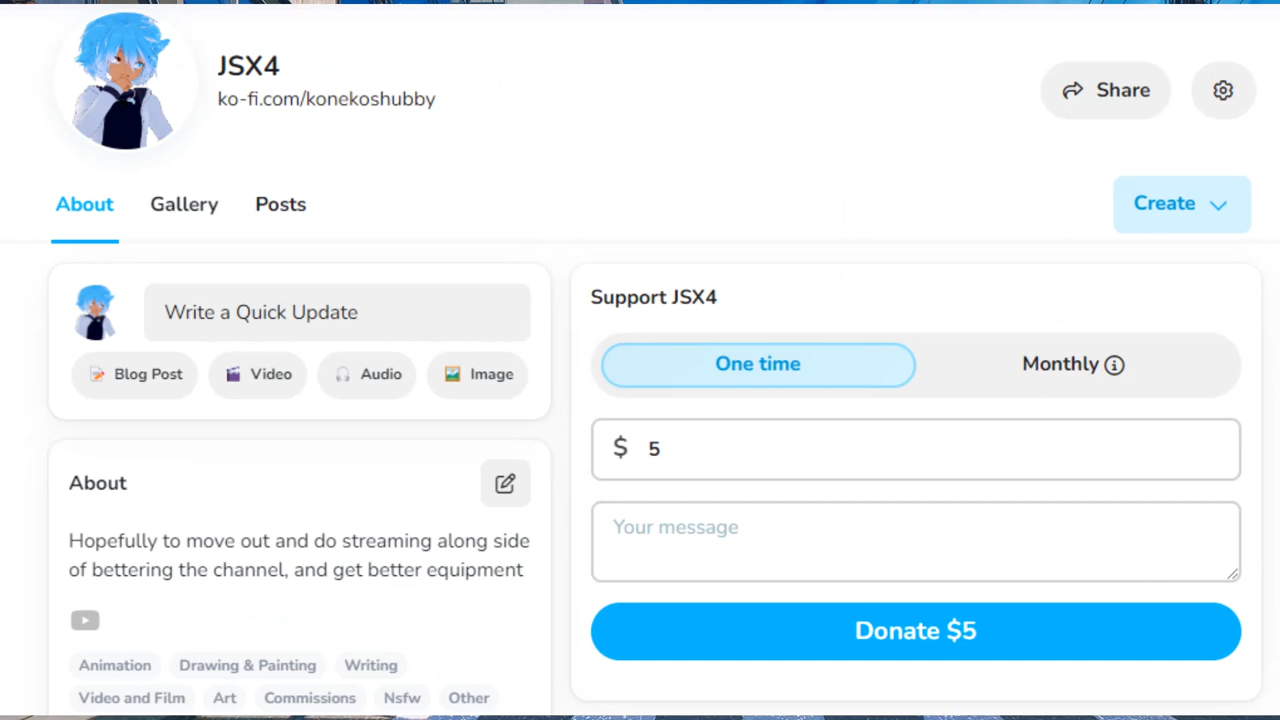 JSX4
ko-fi.com/konekoshubby
Share
About Gallery Posts
Create
Write a Quick Update
Blog Post Video Audio Image
About
Hopefully to move out and do streaming along side
of bettering the channel, and get better equipment
Animation Drawing & Painting Writing
Video and Film Art Commissions Nsfw Other
Support JSX4
One time Monthly
$ 5
Your message
Donate $5